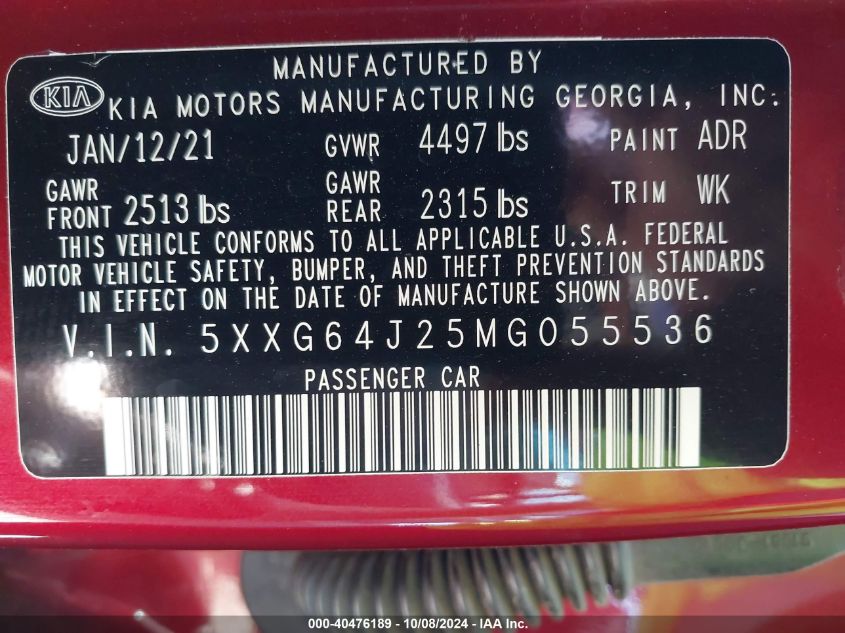 MANUFACTURED BY
KIA KIA MOTORS MANUFACTURING GEORGIA, INC.
JAN/12/21 GVWR 4497 lbs PAINT ADR
GAWR FRONT 2513 lbs GAWR REAR 2315 lbs TRIM WK
THIS VEHICLE CONFORMS TO ALL APPLICABLE U.S.A. FEDERAL
MOTOR VEHICLE SAFETY, BUMPER, AND THEFT PREVENTION STANDARDS
IN EFFECT ON THE DATE OF MANUFACTURE SHOWN ABOVE.
V.I.N. 5XXG64J25MG055536
PASSENGER CAR
000-40476189 - 10/08/2024 - IAA Inc.